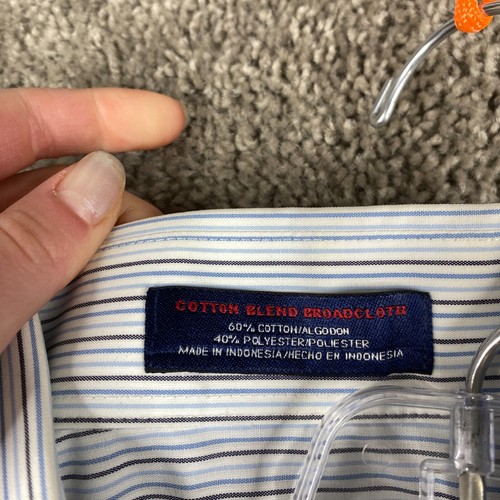 COTTON BLEND BROADCLOTH
60% COTTON/ALGODON
40% POLYESTER/POLIESTER
MADE IN INDONESIA/HECHO EN INDONESIA